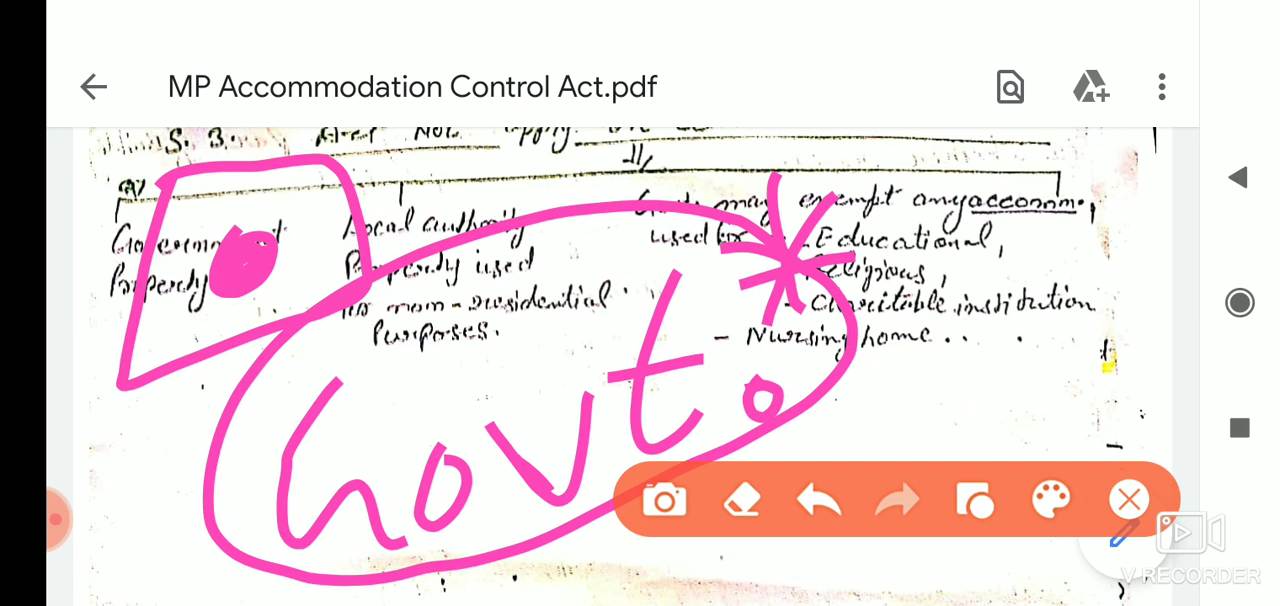 MP Accommodation Control Act.pdf
S. 3. Not apply
Government Local authority Govt. may exempt any accomm.,
Property Property used used for - Educational,
for non-residential Religious,
Purposes. - Charitable institution
- Nursing home..
Govt.
V RECORDER